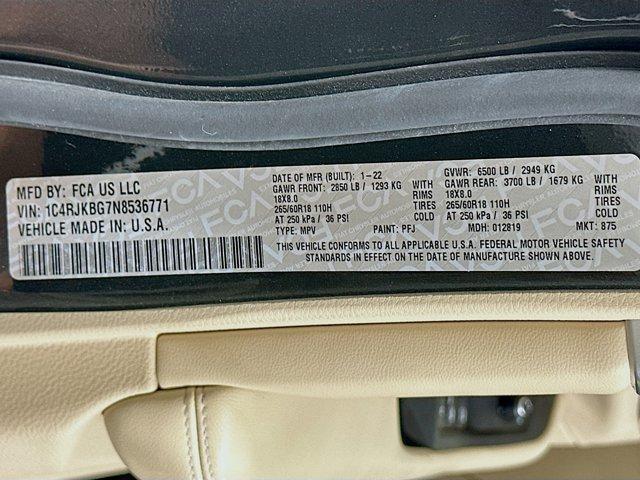 MFD BY: FCA US LLC
VIN: 1C4RJKBG7N8536771
VEHICLE MADE IN: U.S.A.
DATE OF MFR (BUILT): 1-22 GVWR: 6500 LB / 2949 KG
GAWR FRONT: 2850 LB / 1293 KG WITH GAWR REAR: 3700 LB / 1679 KG WITH
18X8.0 RIMS 18X8.0 RIMS
265/60R18 110H TIRES 265/60R18 110H TIRES
AT 250 kPa / 36 PSI COLD AT 250 kPa / 36 PSI COLD
TYPE: MPV PAINT: PFJ MDH: 012819 MKT: 875
THIS VEHICLE CONFORMS TO ALL APPLICABLE U.S.A. FEDERAL MOTOR VEHICLE SAFETY
STANDARDS IN EFFECT ON THE DATE OF MANUFACTURE SHOWN ABOVE.